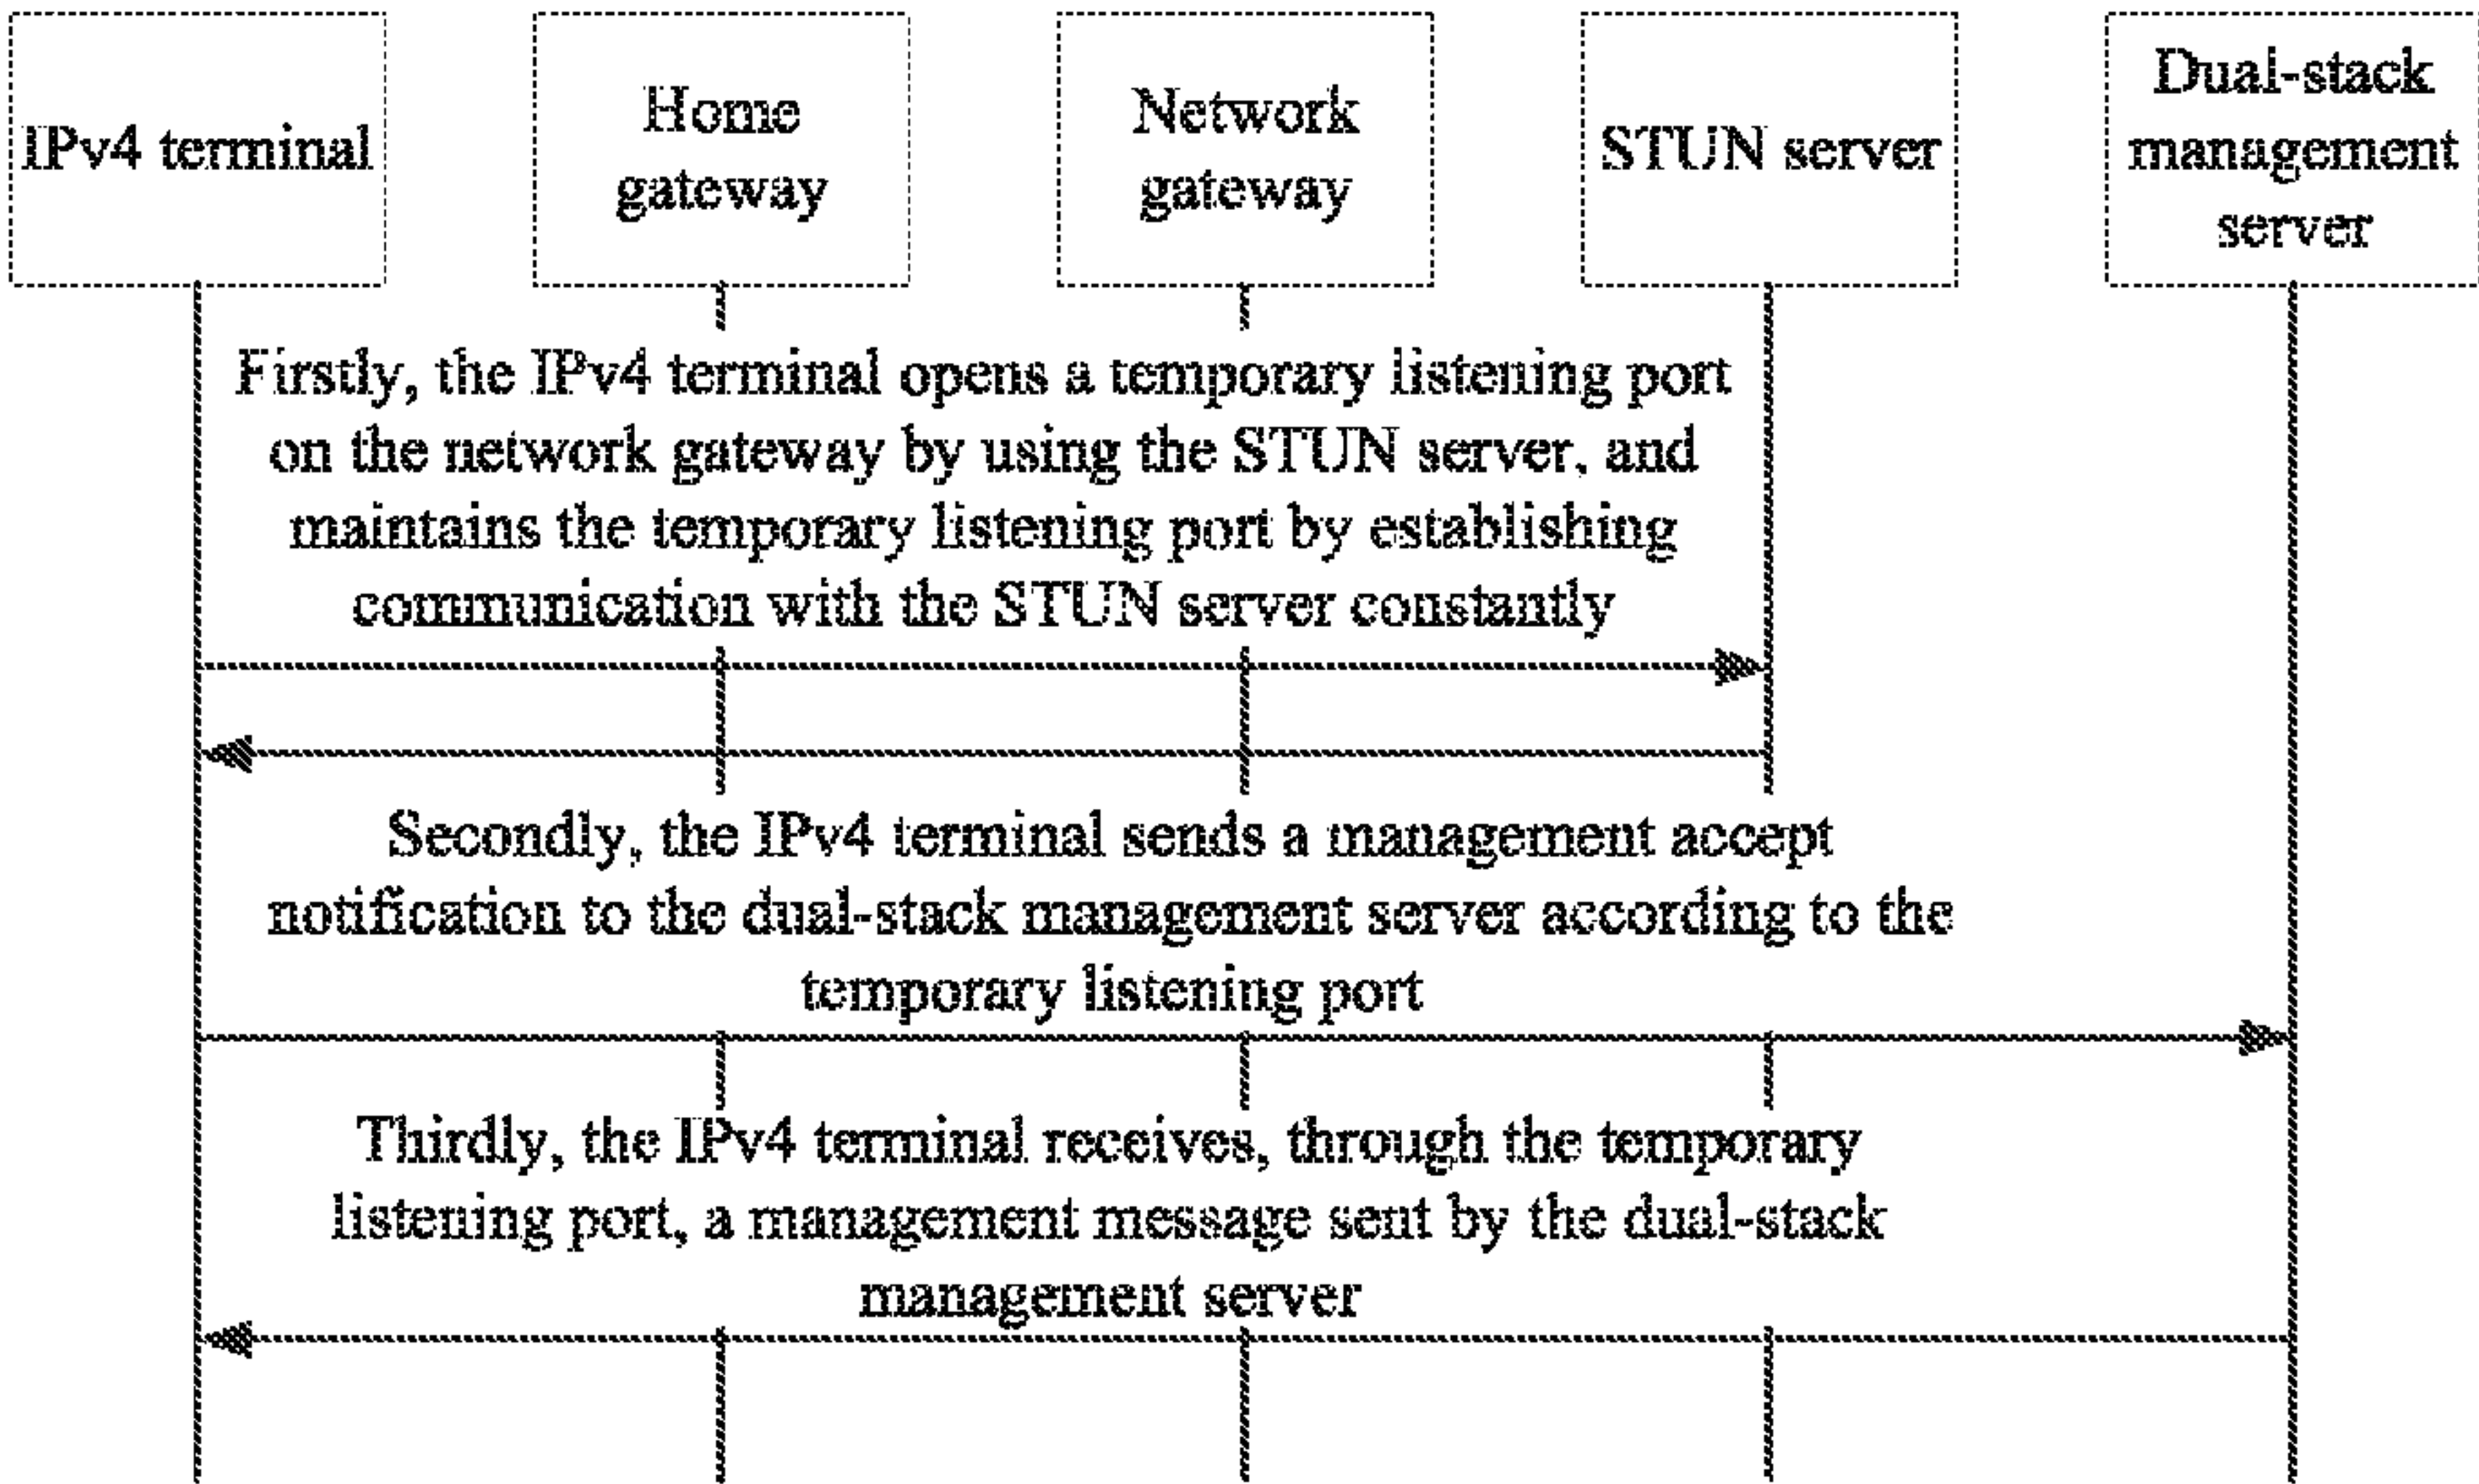 IPv4 terminal
Home
gateway
Network
gateway
STUN server
Dual-stack
management
server
Firstly, the IPv4 terminal opens a temporary listening port
on the network gateway by using the STUN server, and
maintains the temporary listening port by establishing
communication with the STUN server constantly
Secondly, the IPv4 terminal sends a management accept
notification to the dual-stack management server according to the
temporary listening port
Thirdly, the IPv4 terminal receives, through the temporary
listening port, a management message sent by the dual-stack
management server